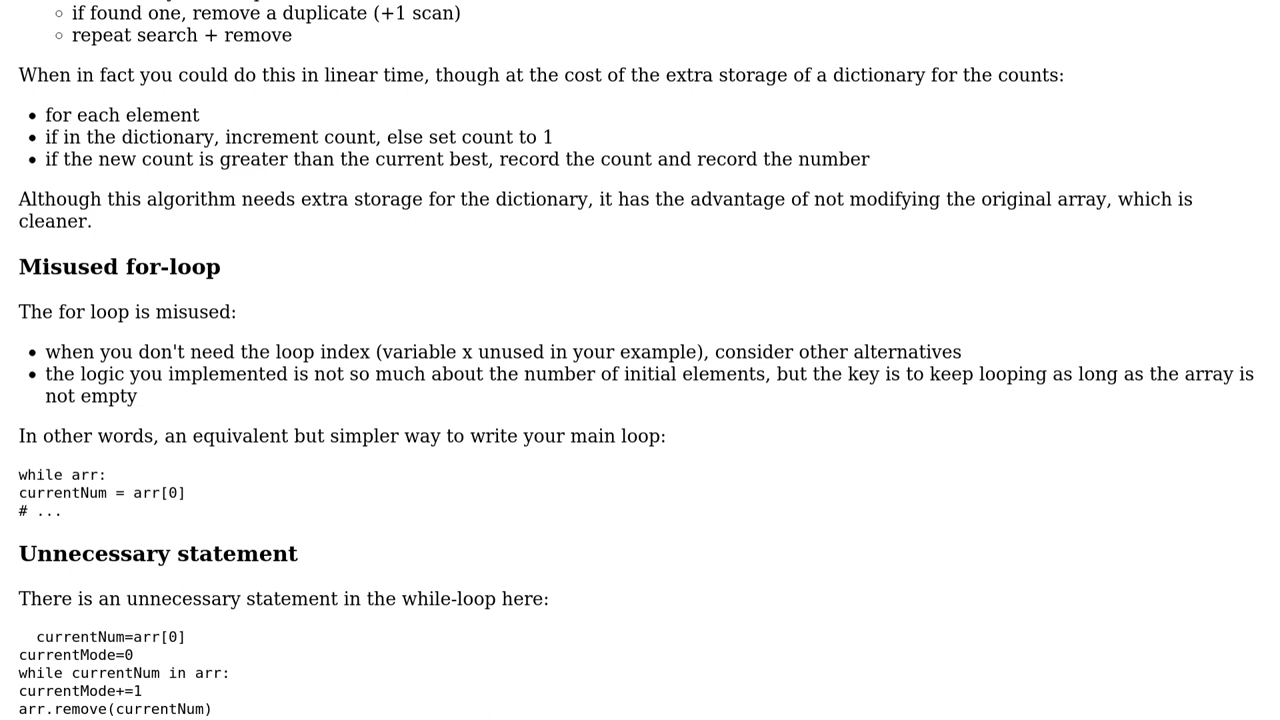 if found one, remove a duplicate (+1 scan)
repeat search + remove
When in fact you could do this in linear time, though at the cost of the extra storage of a dictionary for the counts:
for each element
if in the dictionary, increment count, else set count to 1
if the new count is greater than the current best, record the count and record the number
Although this algorithm needs extra storage for the dictionary, it has the advantage of not modifying the original array, which is
cleaner.
Misused for-loop
The for loop is misused:
when you don't need the loop index (variable x unused in your example), consider other alternatives
the logic you implemented is not so much about the number of initial elements, but the key is to keep looping as long as the array is
not empty
In other words, an equivalent but simpler way to write your main loop:
while arr:
currentNum = arr[0]
# ...
Unnecessary statement
There is an unnecessary statement in the while-loop here:
currentNum=arr[0]
currentMode=0
while currentNum in arr:
currentMode+=1
arr.remove(currentNum)